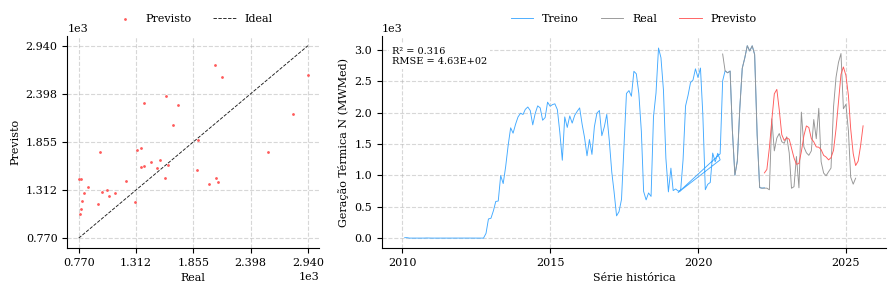 Previsto Ideal
1e3
2.940
2.398
1.855
1.312
0.770
Previsto
0.770 1.312 1.855 2.398 2.940
1e3
Real
Treino Real Previsto
1e3
R² = 0.316
RMSE = 4.63E+02
3.0
2.5
2.0
1.5
1.0
0.5
0.0
Geração Térmica N (MWMed)
2010 2015 2020 2025
Série histórica